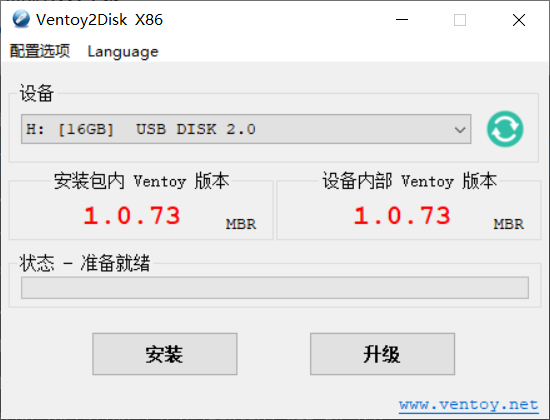 Ventoy2Disk X86
配置选项 Language
设备
H: [16GB] USB DISK 2.0
安装包内 Ventoy 版本 设备内部 Ventoy 版本
1.0.73 MBR 1.0.73 MBR
状态 - 准备就绪
安装 升级
www.ventoy.net